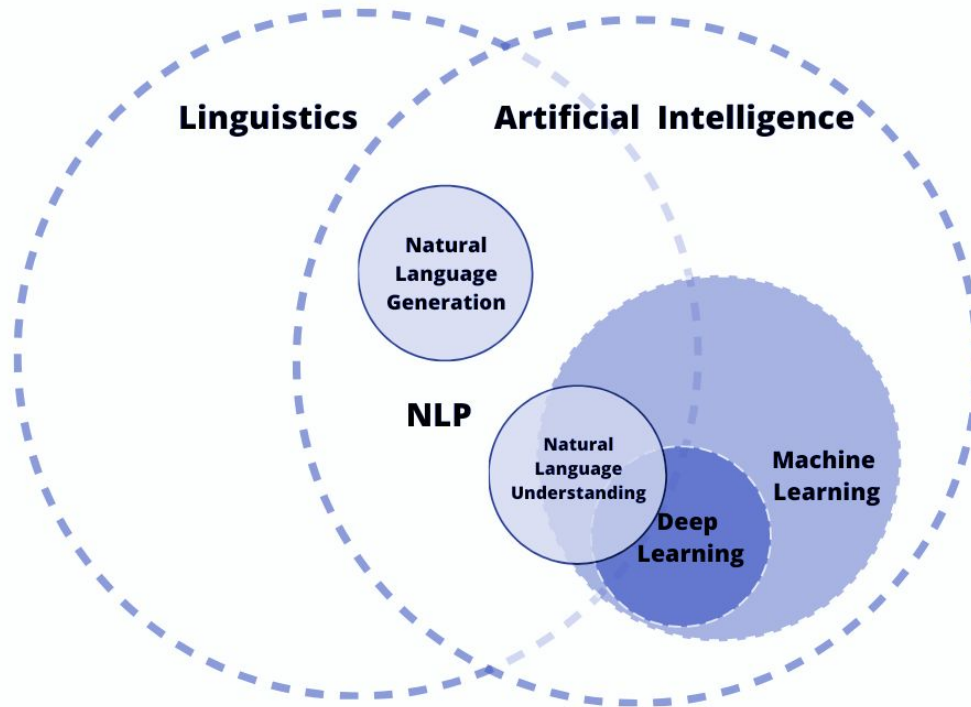 Linguistics
Artificial Intelligence
Natural
Language
Generation
NLP
Natural
Language
Understanding
Machine
Learning
Deep
Learning